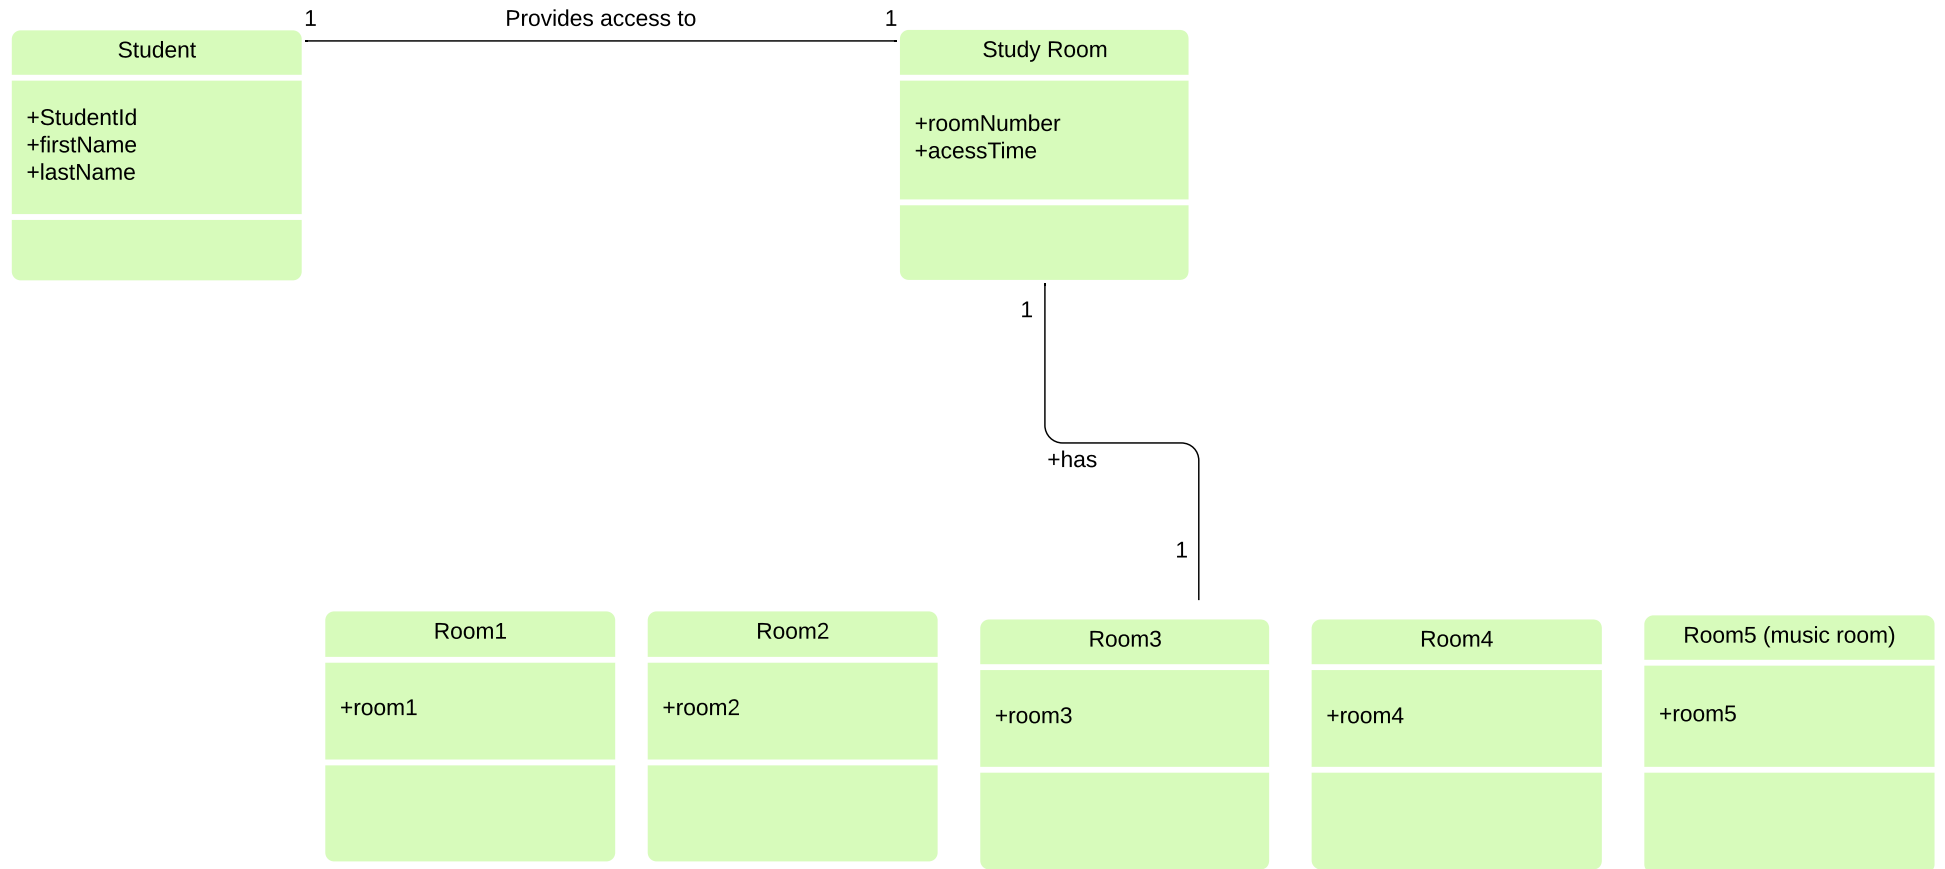 1
Provides access to
1
Student
Study Room
+StudentId
+firstName
+lastName
+roomNumber
+acessTime
1
+has
1
Room1
Room2
Room3
Room4
Room5 (music room)
+room1
+room2
+room3
+room4
+room5